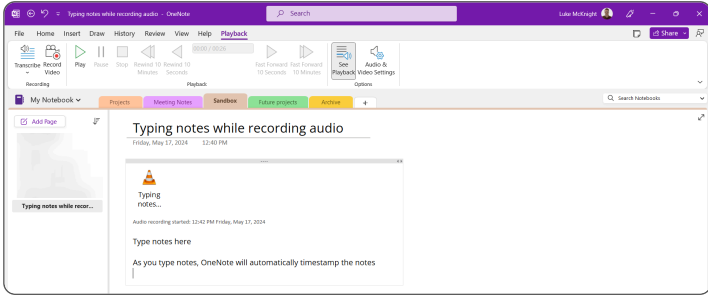 Typing notes while recording audio - OneNote
Search
Luke McKnight
File Home Insert Draw History Review View Help Playback
Share
Transcribe Record Video Play Pause Stop Rewind 10 Minutes Rewind 10 Seconds 00:00 / 00:26 Fast Forward 10 Seconds Fast Forward 10 Minutes See Playback Audio & Video Settings
Recording Playback Options
My Notebook Projects Meeting Notes Sandbox Future projects Archive + Search Notebooks
Add Page
Typing notes while recor...
Typing notes while recording audio
Friday, May 17, 2024 12:40 PM
Typing
notes...
Audio recording started: 12:42 PM Friday, May 17, 2024
Type notes here
As you type notes, OneNote will automatically timestamp the notes